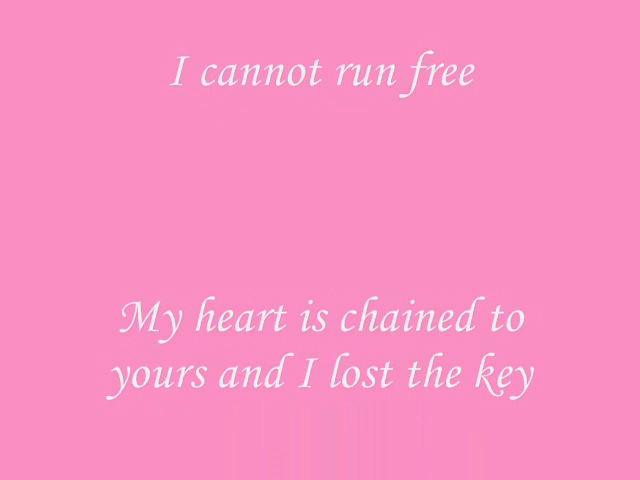 I cannot run free
My heart is chained to
yours and I lost the key